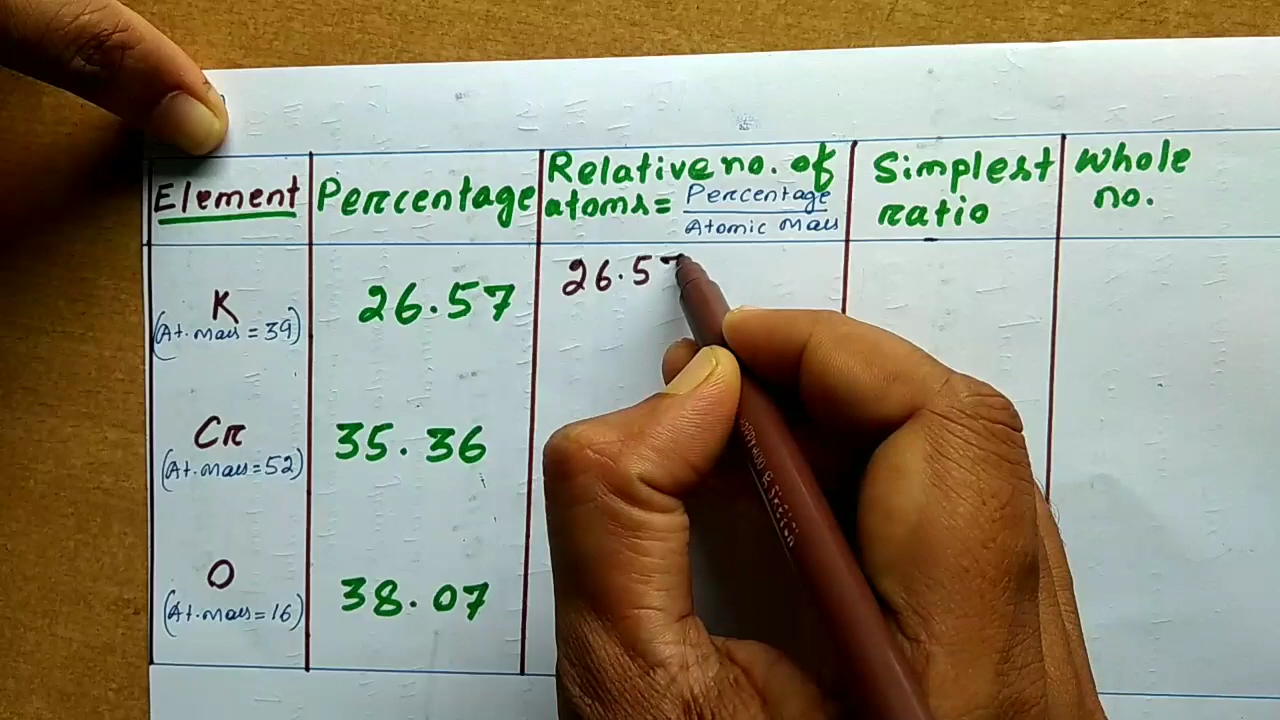 Element
Percentage
Relative no. of
atoms = Percentage
Atomic Mass
Simplest
ratio
Whole
no.
K
(At. mass = 39)
26.57
26.57
Cr
(At. mass = 52)
35.36
O
(At. mass = 16)
38.07